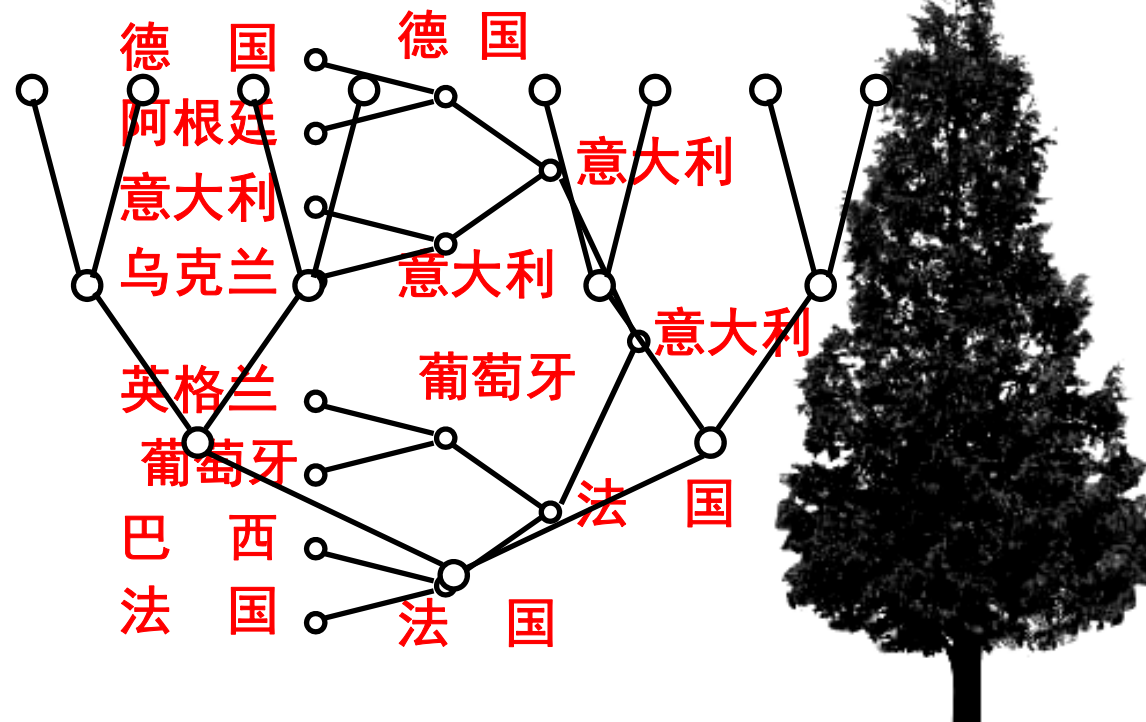 德 国
德 国
阿根廷
意大利
意大利
乌克兰
意大利
意大利
英格兰
葡萄牙
葡萄牙
法 国
巴 西
法 国
法 国